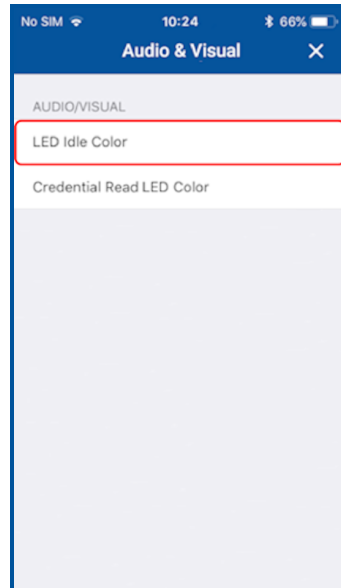 No SIM 10:24 66%
Audio & Visual
AUDIO/VISUAL
LED Idle Color
Credential Read LED Color